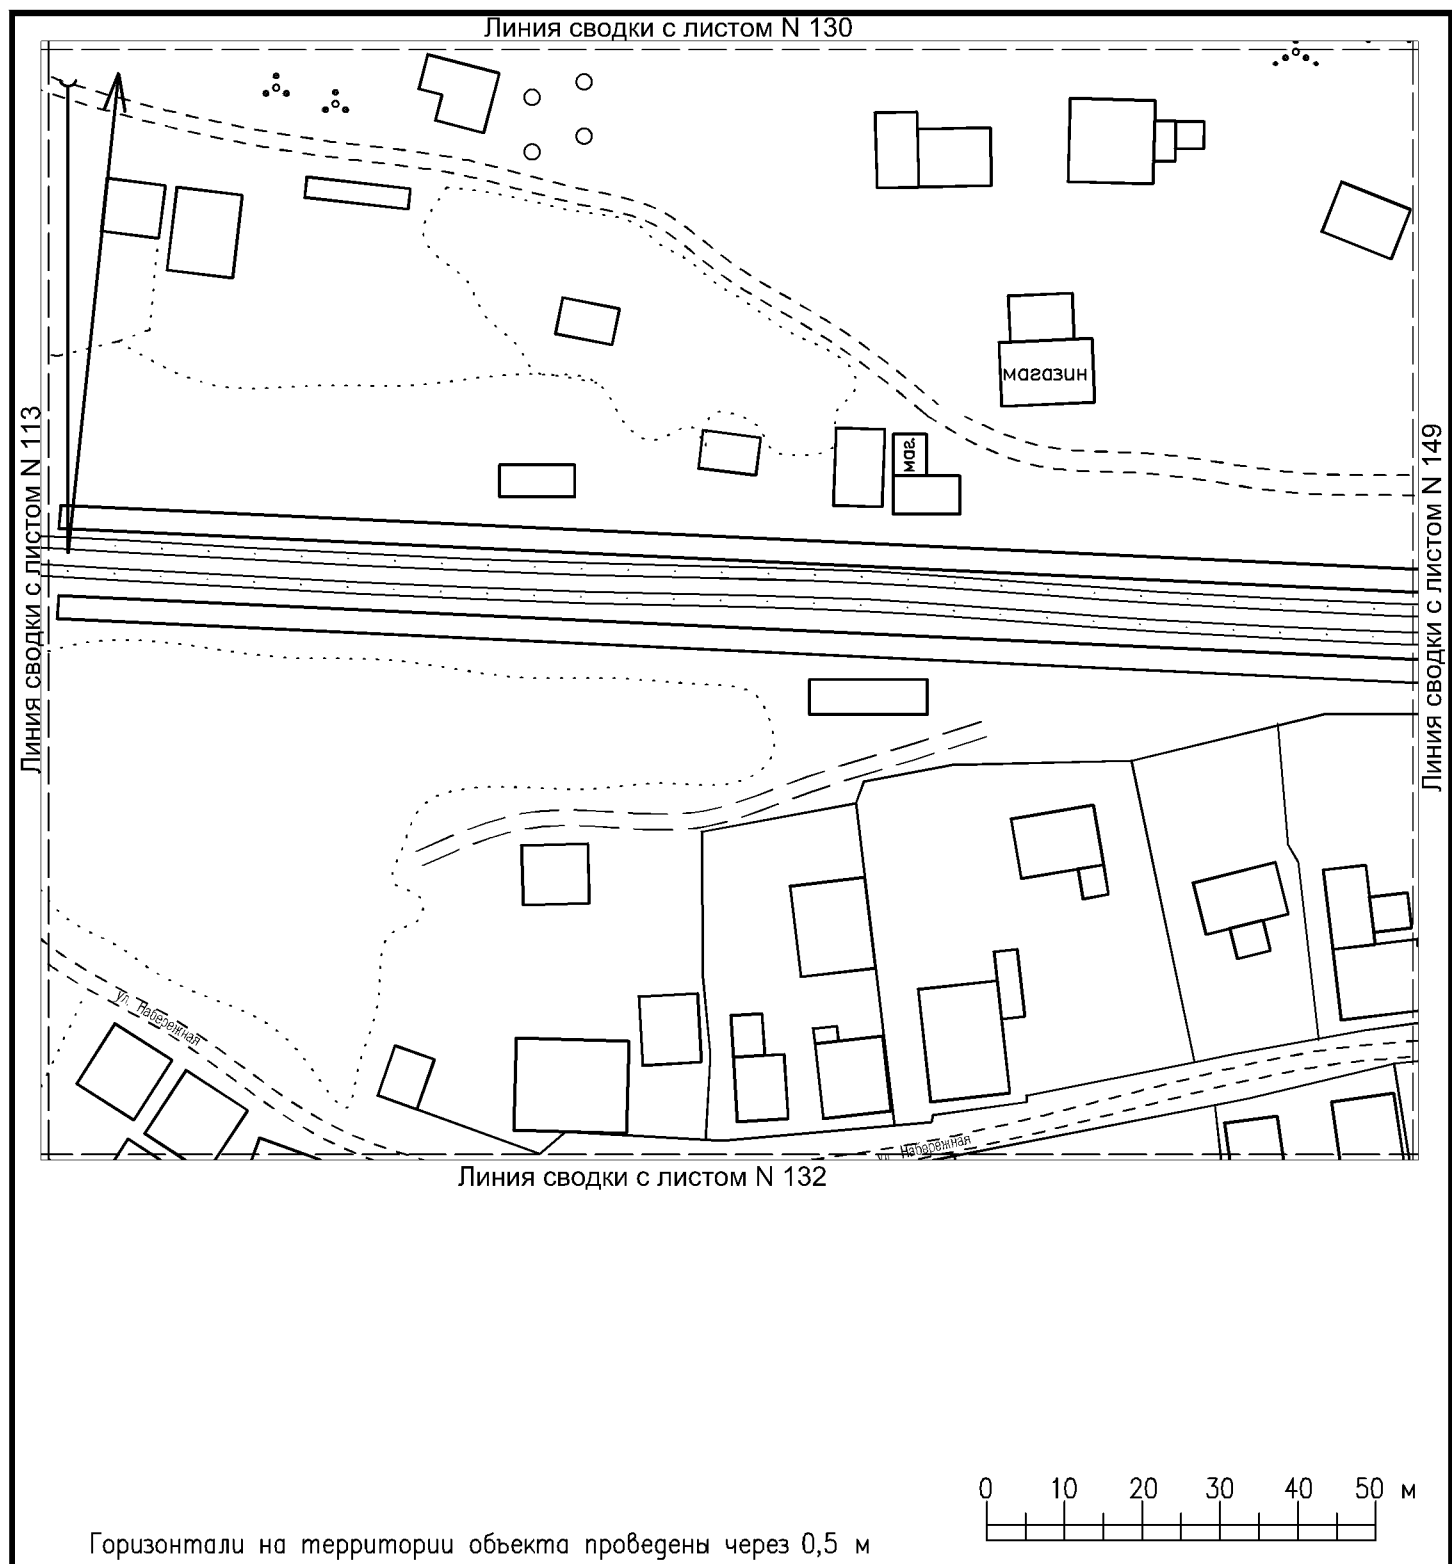 Линия сводки с листом N 130
Линия сводки с листом N 113
Линия сводки с листом N 149
магазин
маг.
ул. Набережная
ул. Набережная
Линия сводки с листом N 132
0 10 20 30 40 50 м
Горизонтали на территории объекта проведены через 0,5 м